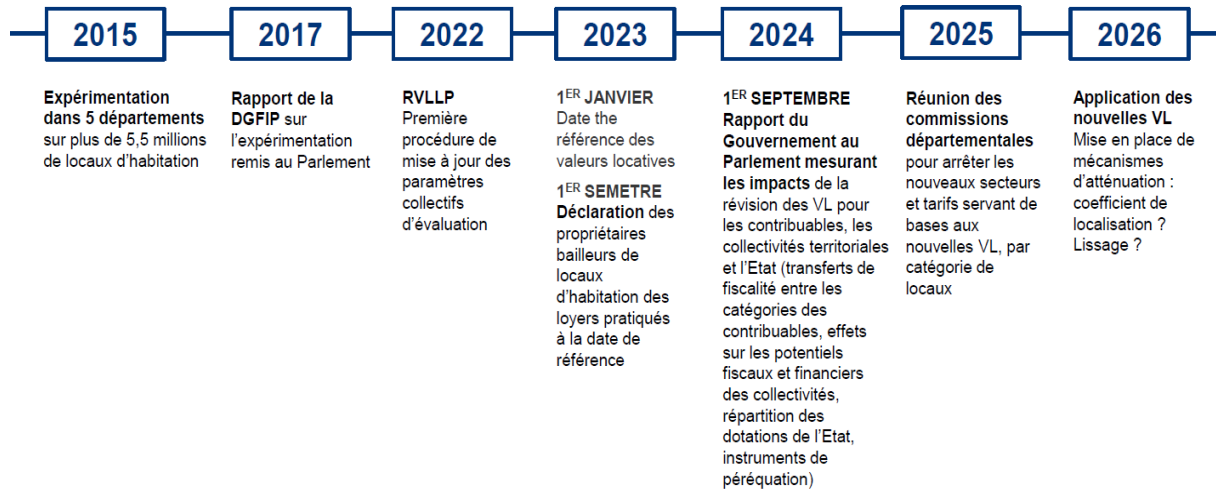 2015
Expérimentation
dans 5 départements
sur plus de 5,5 millions
de locaux d'habitation
2017
Rapport de la
DGFIP sur
l'expérimentation
remis au Parlement
2022
RVLLP
Première
procédure de
mise à jour des
paramètres
collectifs
d'évaluation
2023
1ER JANVIER
Date the
référence des
valeurs locatives
1ER SEMETRE
Déclaration des
propriétaires
bailleurs de
locaux
d'habitation des
loyers pratiqués
à la date de
référence
2024
1ER SEPTEMBRE
Rapport du
Gouvernement au
Parlement mesurant
les impacts de la
révision des VL pour
les contribuables, les
collectivités territoriales
et l'Etat (transferts de
fiscalité entre les
catégories des
contribuables, effets
sur les potentiels
fiscaux et financiers
des collectivités,
répartition des
dotations de l'Etat,
instruments de
péréquation)
2025
Réunion des
commissions
départementales
pour arrêter les
nouveaux secteurs
et tarifs servant de
bases aux
nouvelles VL, par
catégorie de
locaux
2026
Application des
nouvelles VL
Mise en place de
mécanismes
d'atténuation :
coefficient de
localisation ?
Lissage ?